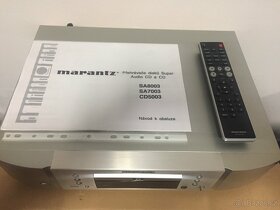 marantz
Přehrávače disků Super
Audio CD a CD
SA8003
SA7003
CD5003
Návod k obsluze